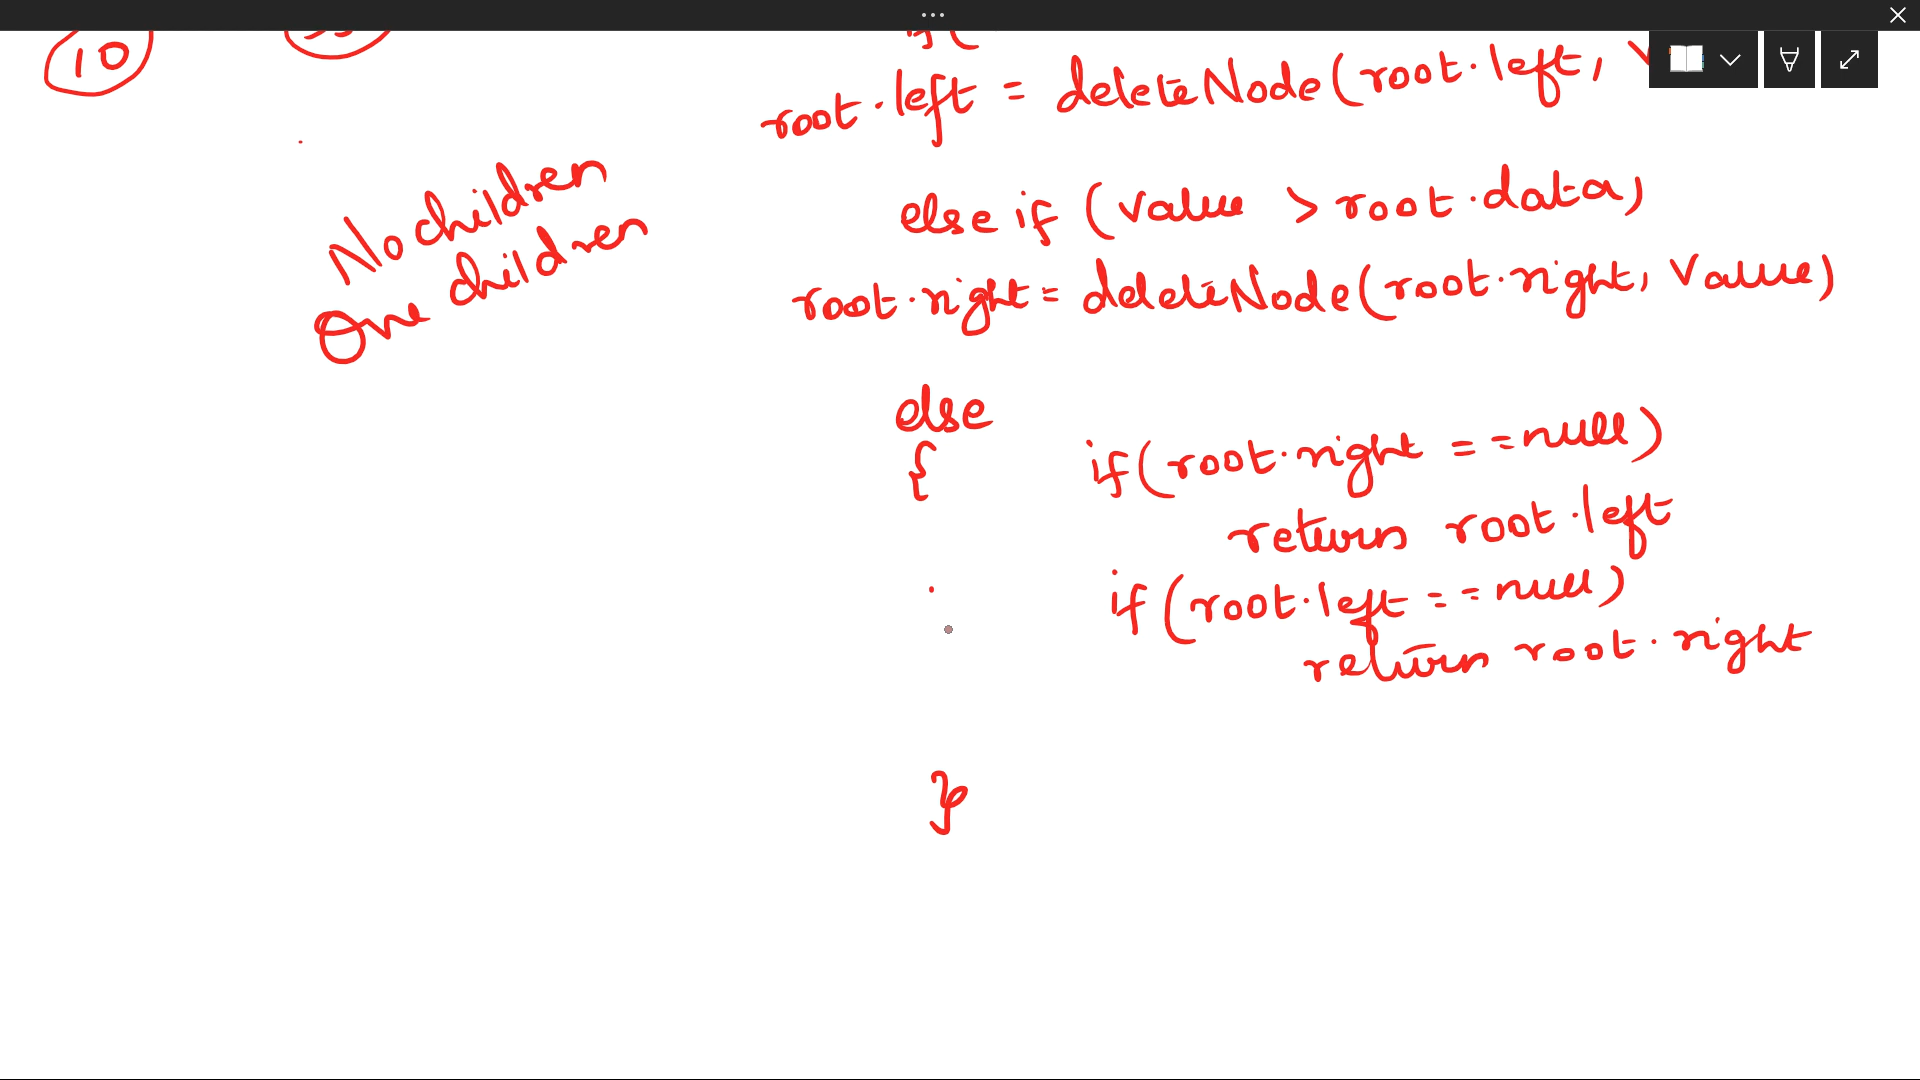 10
if(
root.left = deleteNode(root.left, v
else if (value > root.data)
root.right = deleteNode(root.right, value)
No children
One children
else
{
if(root.right ==null)
return root.left
if(root.left ==null)
return root.right
}